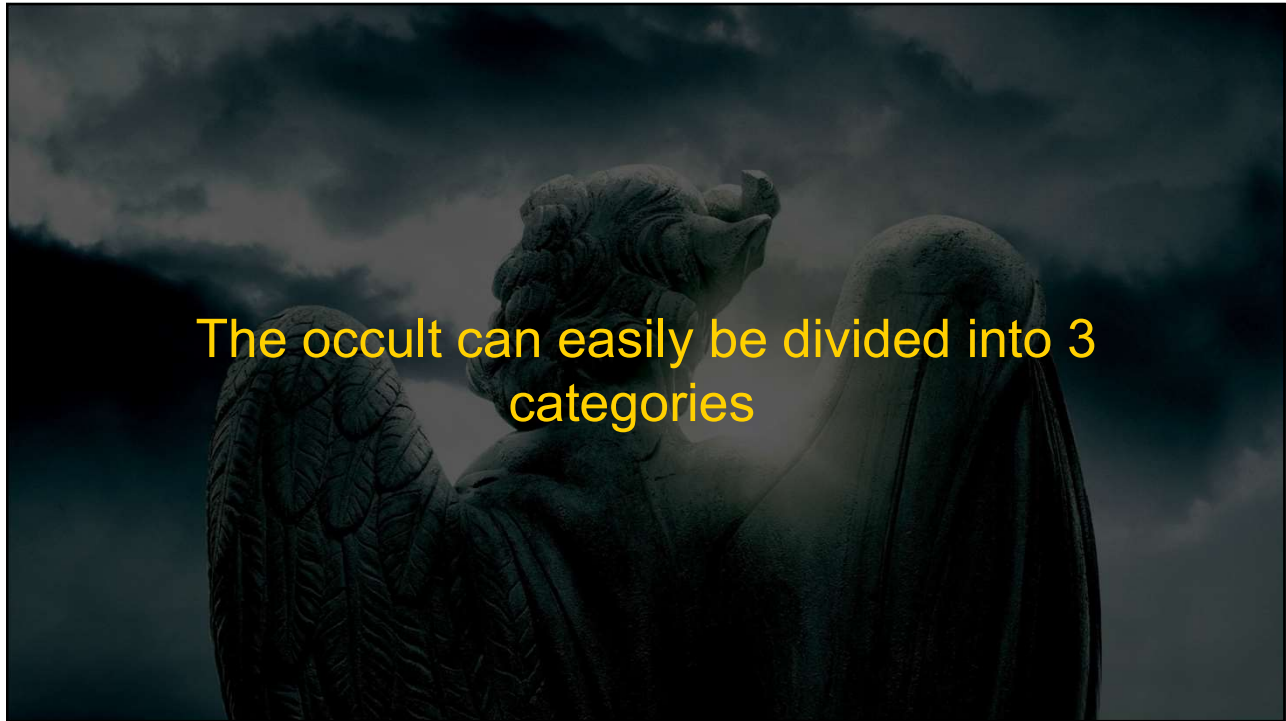 The occult can easily be divided into 3
categories